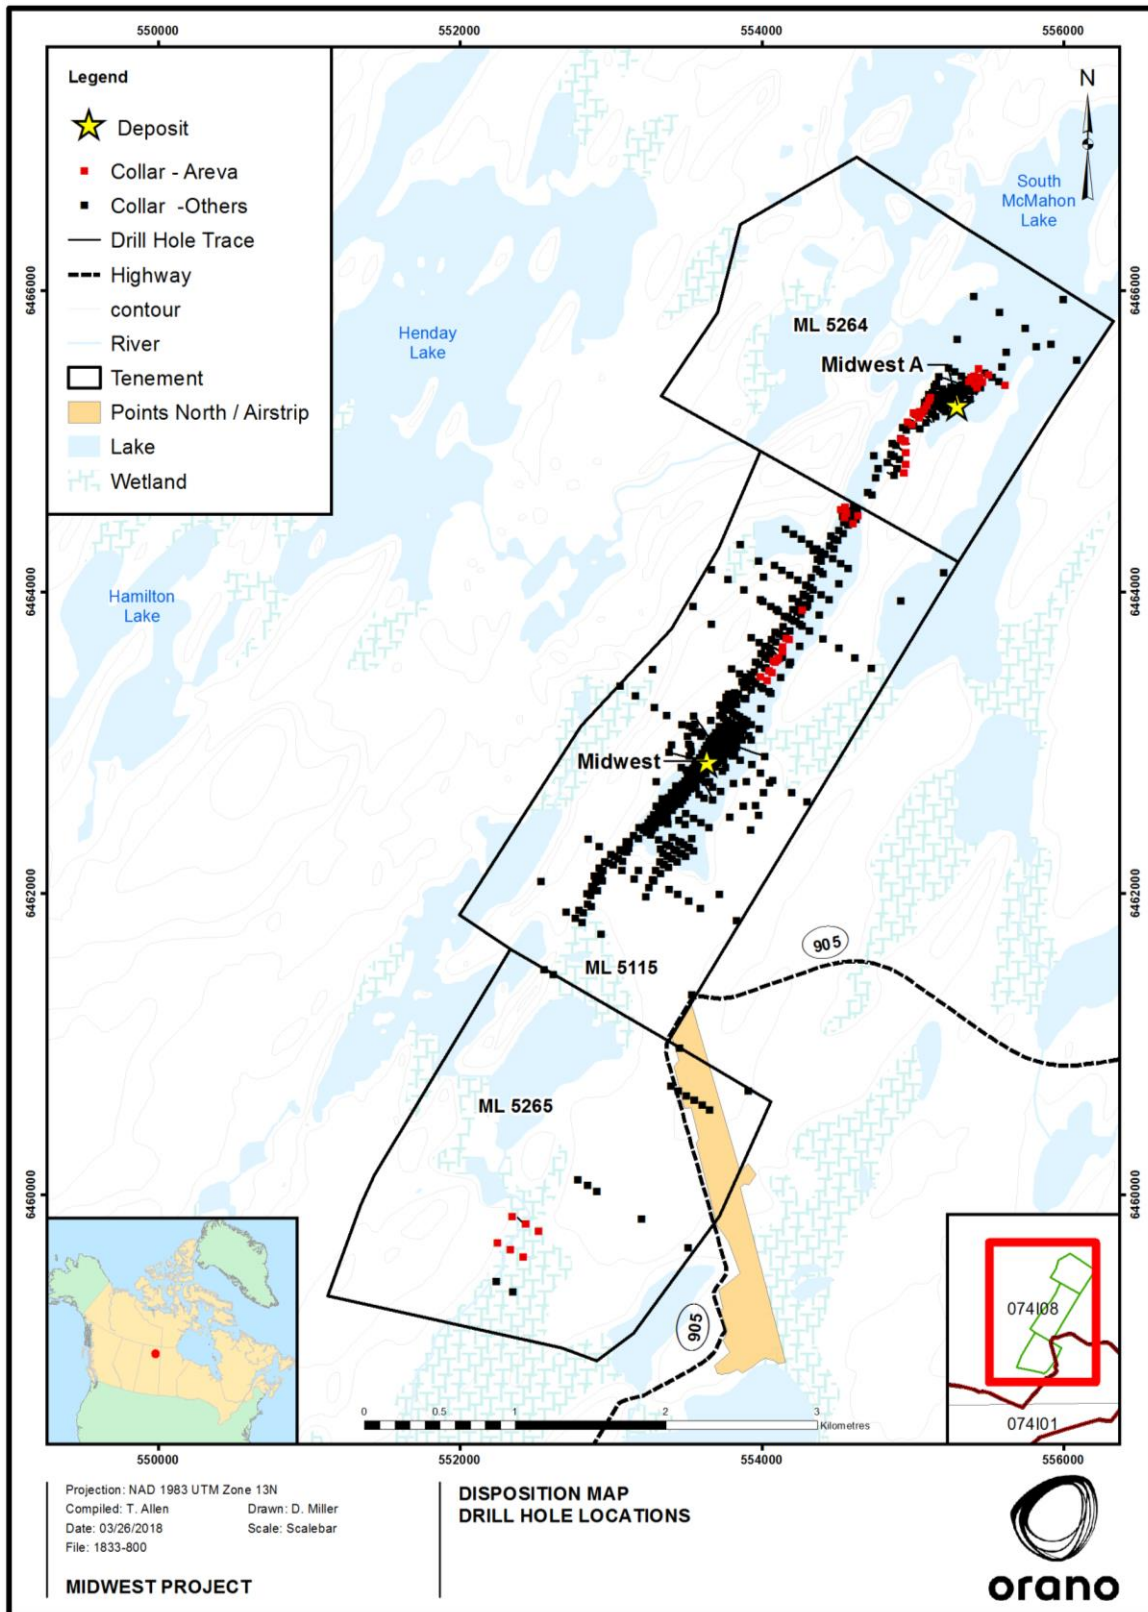 550000
552000
554000
556000
Legend
Deposit
Collar - Areva
Collar -Others
Drill Hole Trace
Highway
contour
River
Tenement
Points North / Airstrip
Lake
Wetland
N
South
McMahon
Lake
Henday
Lake
Hamilton
Lake
6466000
6466000
6464000
6464000
6462000
6462000
6460000
6460000
ML 5264
Midwest A
Midwest
905
ML 5115
ML 5265
905
074I08
074I01
0
0.5
1
2
3
Kilometres
550000
552000
554000
556000
Projection: NAD 1983 UTM Zone 13N
Compiled: T. Allen
Drawn: D. Miller
Date: 03/26/2018
Scale: Scalebar
File: 1833-800
MIDWEST PROJECT
DISPOSITION MAP
DRILL HOLE LOCATIONS
orano